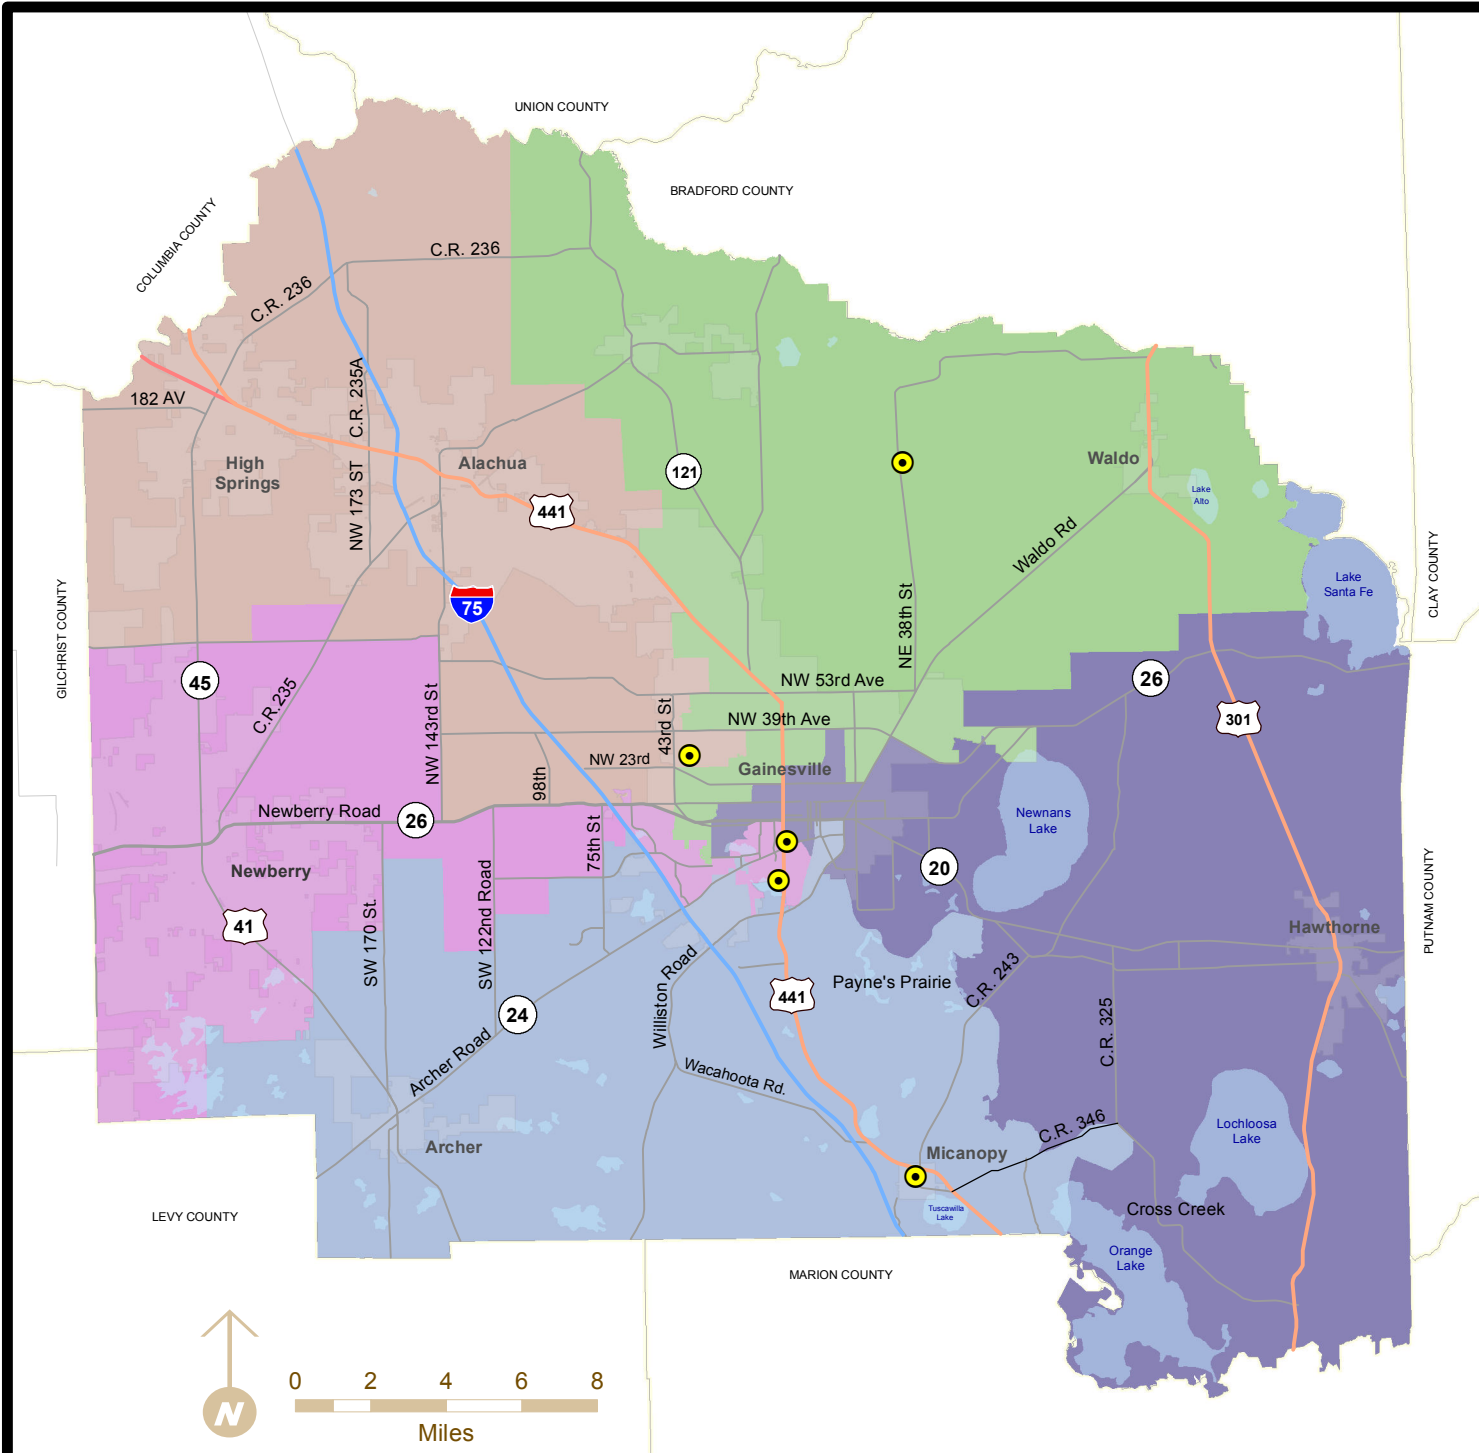 UNION COUNTY
BRADFORD COUNTY
COLUMBIA COUNTY
C.R. 236
C.R. 236
182 AV
C.R. 235A
NW 173 ST
High
Springs
Alachua
441
121
Waldo
Lake
Alto
Waldo Rd
Lake
Santa Fe
CLAY COUNTY
GILCHRIST COUNTY
75
NE 38th St
45
C.R.235
NW 143rd St
43rd St
NW 53rd Ave
26
301
NW 39th Ave
NW 23rd
Gainesville
98th
Newberry Road
26
75th St
Newnans
Lake
Newberry
20
41
SW 170 St.
SW 122nd Road
Hawthorne
PUTNAM COUNTY
Williston Road
Payne's Prairie
C.R. 243
441
24
Archer Road
C.R. 325
Wacahoota Rd.
C.R. 346
Lochloosa
Lake
Archer
Micanopy
Tuscawilla
Lake
Cross Creek
LEVY COUNTY
Orange
Lake
MARION COUNTY
N
0 2 4 6 8
Miles